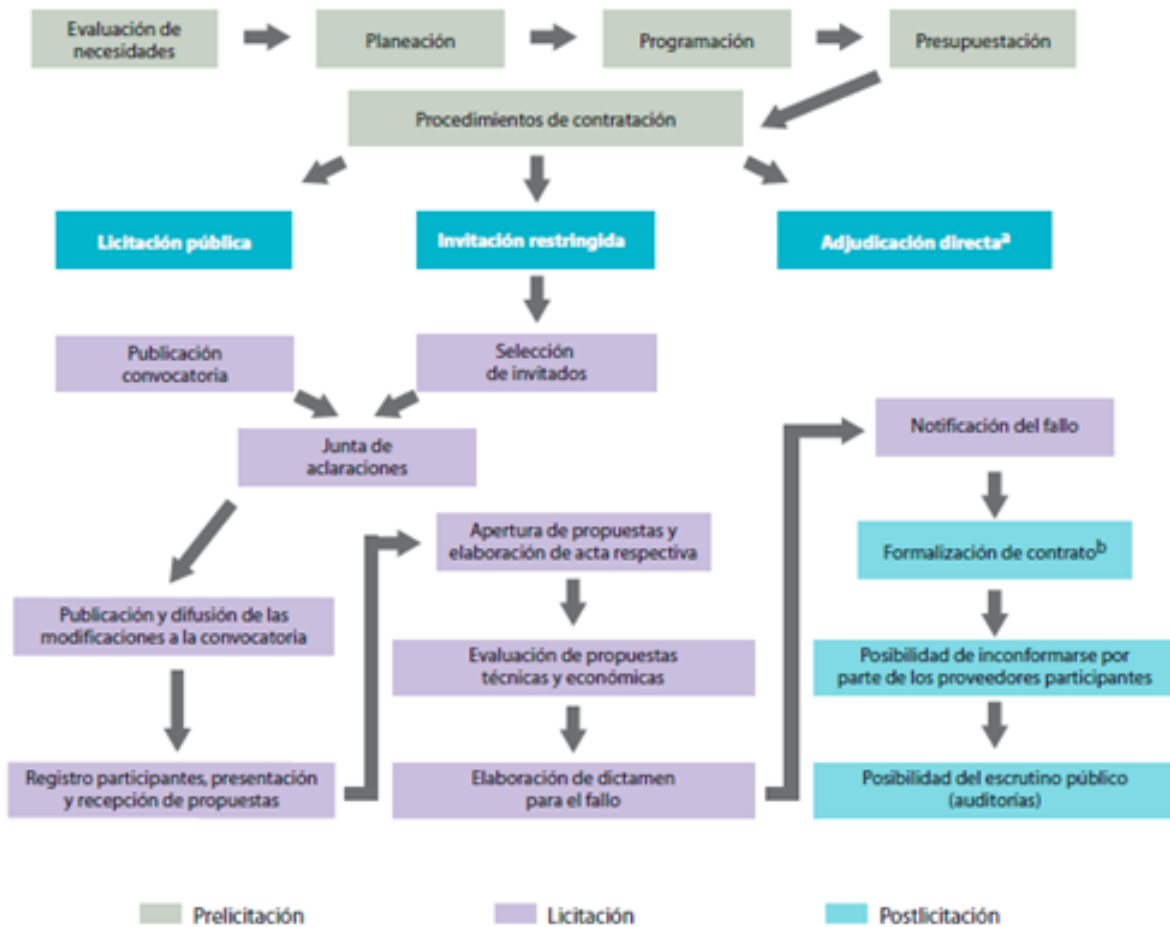 Evaluación de
necesidades
Planeación
Programación
Presupuestación
Procedimientos de contratación
Licitación pública
Invitación restringida
Adjudicación directaª
Publicación
convocatoria
Selección
de invitados
Junta de
aclaraciones
Publicación y difusión de las
modificaciones a la convocatoria
Registro participantes, presentación
y recepción de propuestas
Apertura de propuestas y
elaboración de acta respectiva
Evaluación de propuestas
técnicas y económicas
Elaboración de dictamen
para el fallo
Notificación del fallo
Formalización de contratoᵇ
Posibilidad de inconformarse por
parte de los proveedores participantes
Posibilidad del escrutino público
(auditorías)
Prelicitación
Licitación
Postlicitación